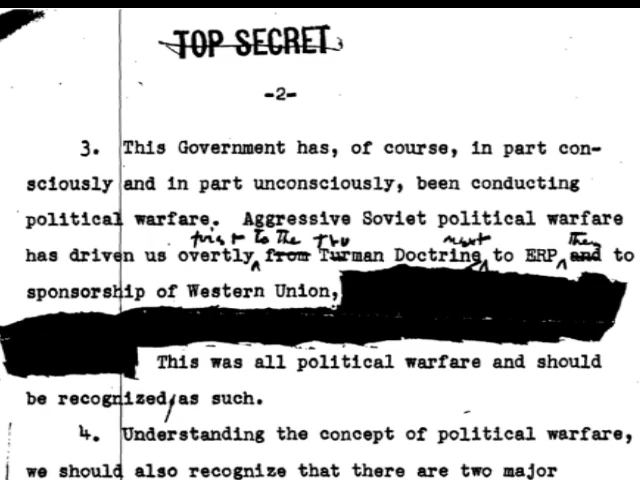 TOP SECRET
-2-
3. This Government has, of course, in part con-
sciously and in part unconsciously, been conducting
political warfare. Aggressive Soviet political warfare
first to the Tru next then
has driven us overtly from Turman Doctrine to ERP and to
sponsorship of Western Union,
This was all political warfare and should
be recognized as such.
4. Understanding the concept of political warfare,
we should also recognize that there are two major